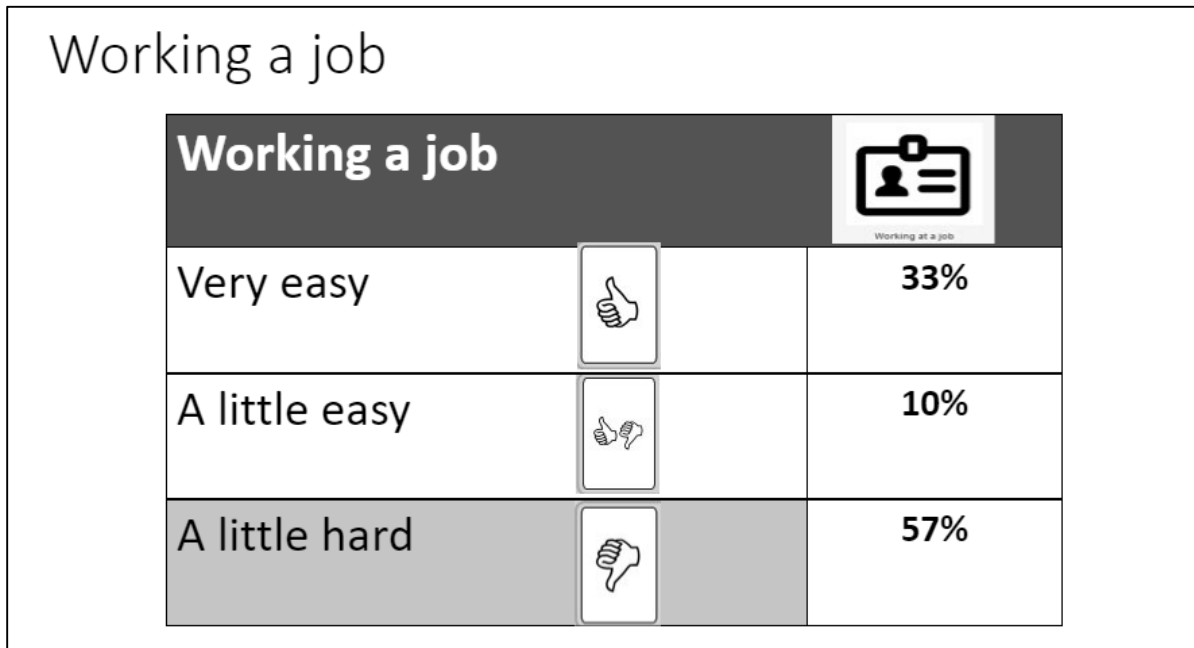 Working a job
Working a job
Working at a job
Very easy
33%
A little easy
10%
A little hard
57%